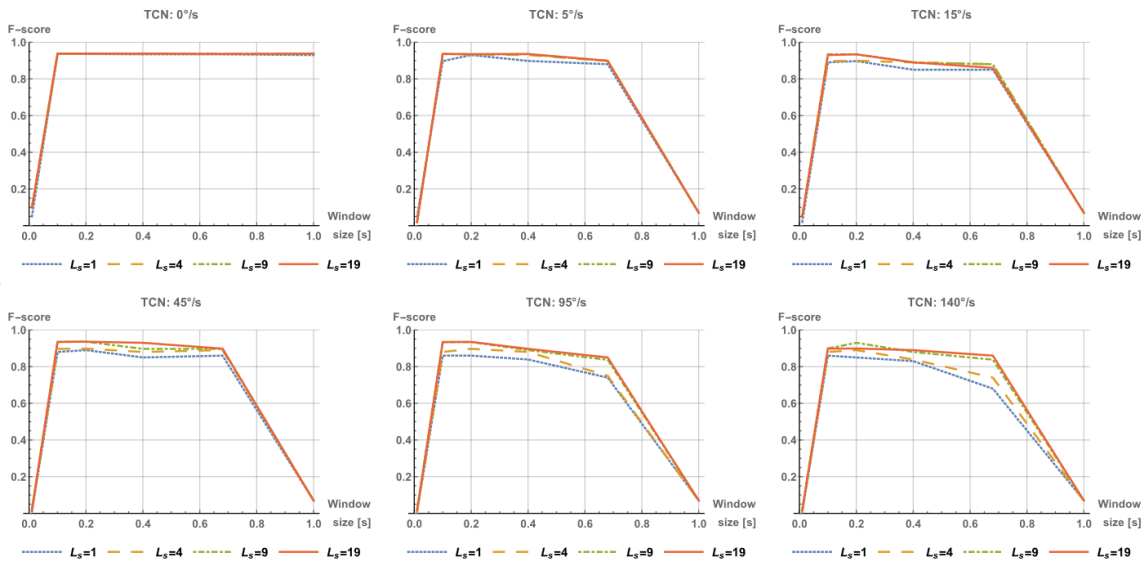 TCN: 0°/s
F-score
1.0
0.8
0.6
0.4
0.2
0.0 0.2 0.4 0.6 0.8 1.0
Window
size [s]
Ls=1 Ls=4 Ls=9 Ls=19
TCN: 5°/s
F-score
1.0
0.8
0.6
0.4
0.2
0.0 0.2 0.4 0.6 0.8 1.0
Window
size [s]
Ls=1 Ls=4 Ls=9 Ls=19
TCN: 15°/s
F-score
1.0
0.8
0.6
0.4
0.2
0.0 0.2 0.4 0.6 0.8 1.0
Window
size [s]
Ls=1 Ls=4 Ls=9 Ls=19
TCN: 45°/s
F-score
1.0
0.8
0.6
0.4
0.2
0.0 0.2 0.4 0.6 0.8 1.0
Window
size [s]
Ls=1 Ls=4 Ls=9 Ls=19
TCN: 95°/s
F-score
1.0
0.8
0.6
0.4
0.2
0.0 0.2 0.4 0.6 0.8 1.0
Window
size [s]
Ls=1 Ls=4 Ls=9 Ls=19
TCN: 140°/s
F-score
1.0
0.8
0.6
0.4
0.2
0.0 0.2 0.4 0.6 0.8 1.0
Window
size [s]
Ls=1 Ls=4 Ls=9 Ls=19